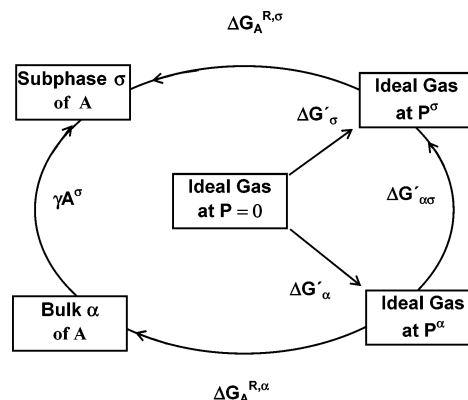 ΔG_A^{R,σ}
Subphase σ
of A
Ideal Gas
at P^σ
ΔG´_σ
Ideal Gas
at P = 0
γA^σ
ΔG´_{ασ}
ΔG´_α
Bulk α
of A
Ideal Gas
at P^α
ΔG_A^{R,α}